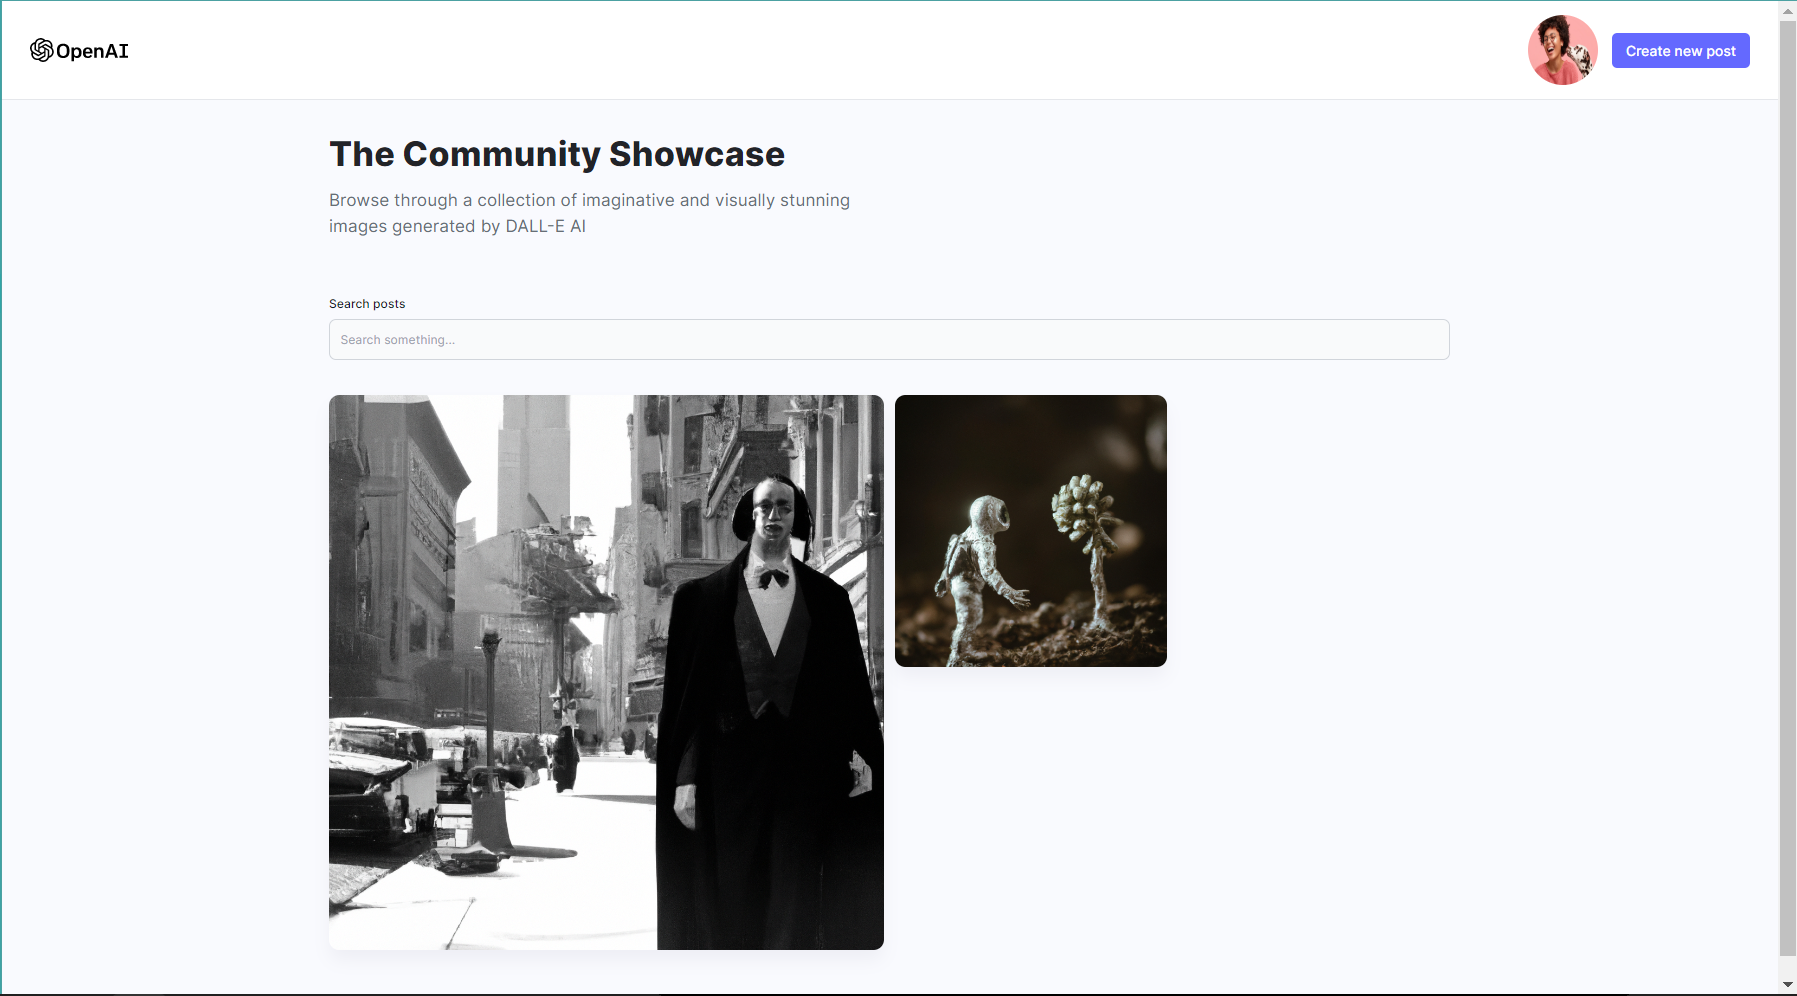 OpenAI
Create new post
The Community Showcase
Browse through a collection of imaginative and visually stunning
images generated by DALL-E AI
Search posts
Search something...